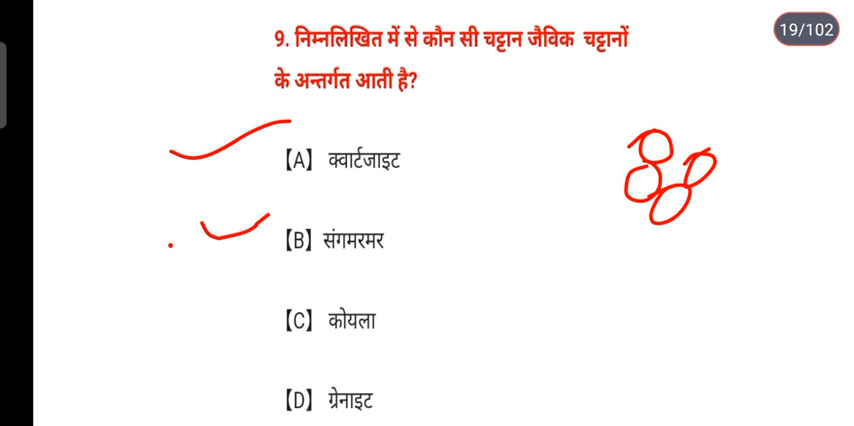 19/102
9. निम्नलिखित में से कौन सी चट्टान जैविक चट्टानों
के अन्तर्गत आती है?
【A】 क्वार्टजाइट
【B】 संगमरमर
【C】 कोयला
【D】 ग्रेनाइट